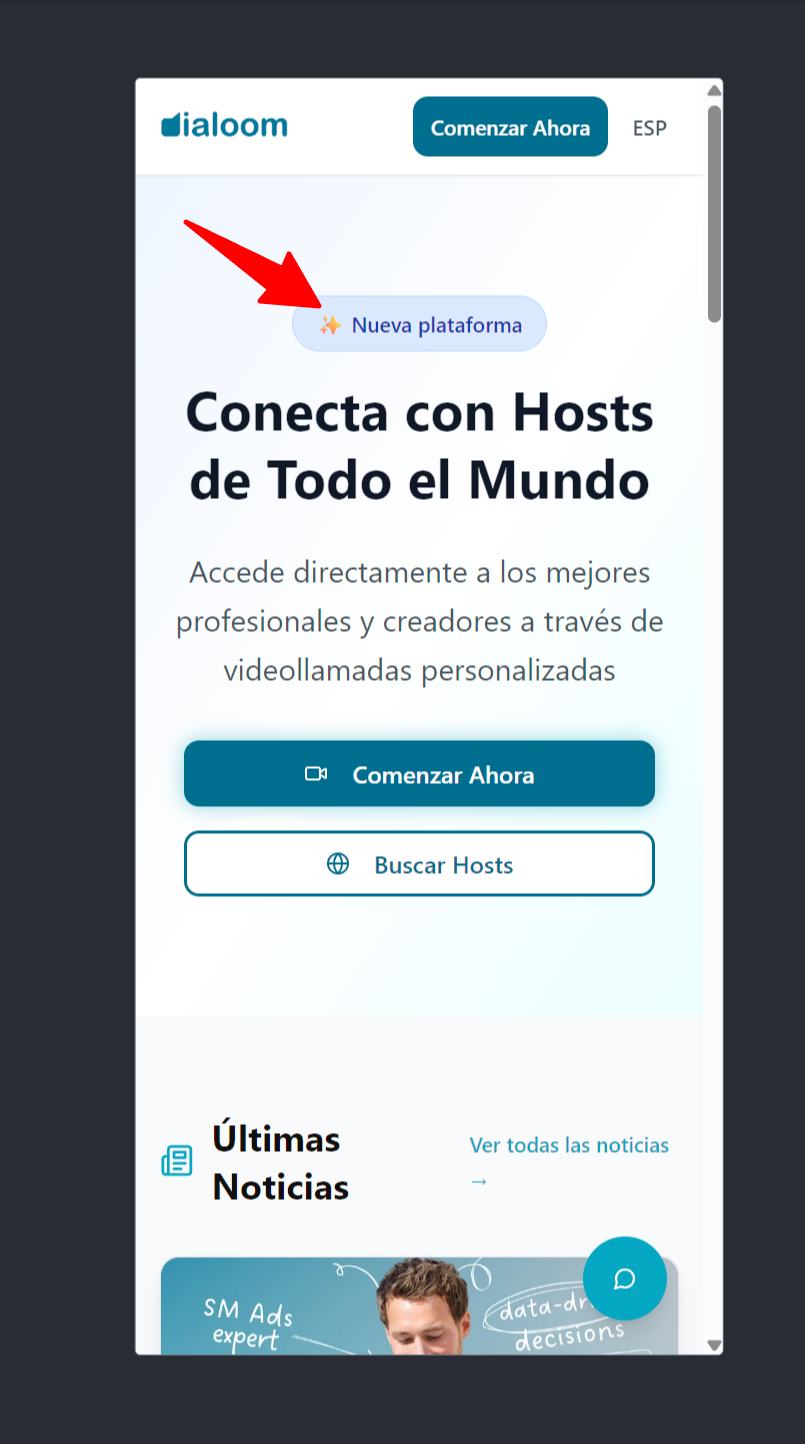 dialoom
Comenzar Ahora
ESP
✨ Nueva plataforma
Conecta con Hosts
de Todo el Mundo
Accede directamente a los mejores
profesionales y creadores a través de
videollamadas personalizadas
Comenzar Ahora
Buscar Hosts
Últimas
Noticias
Ver todas las noticias
→
SM Ads
expert
data-dr
decisions